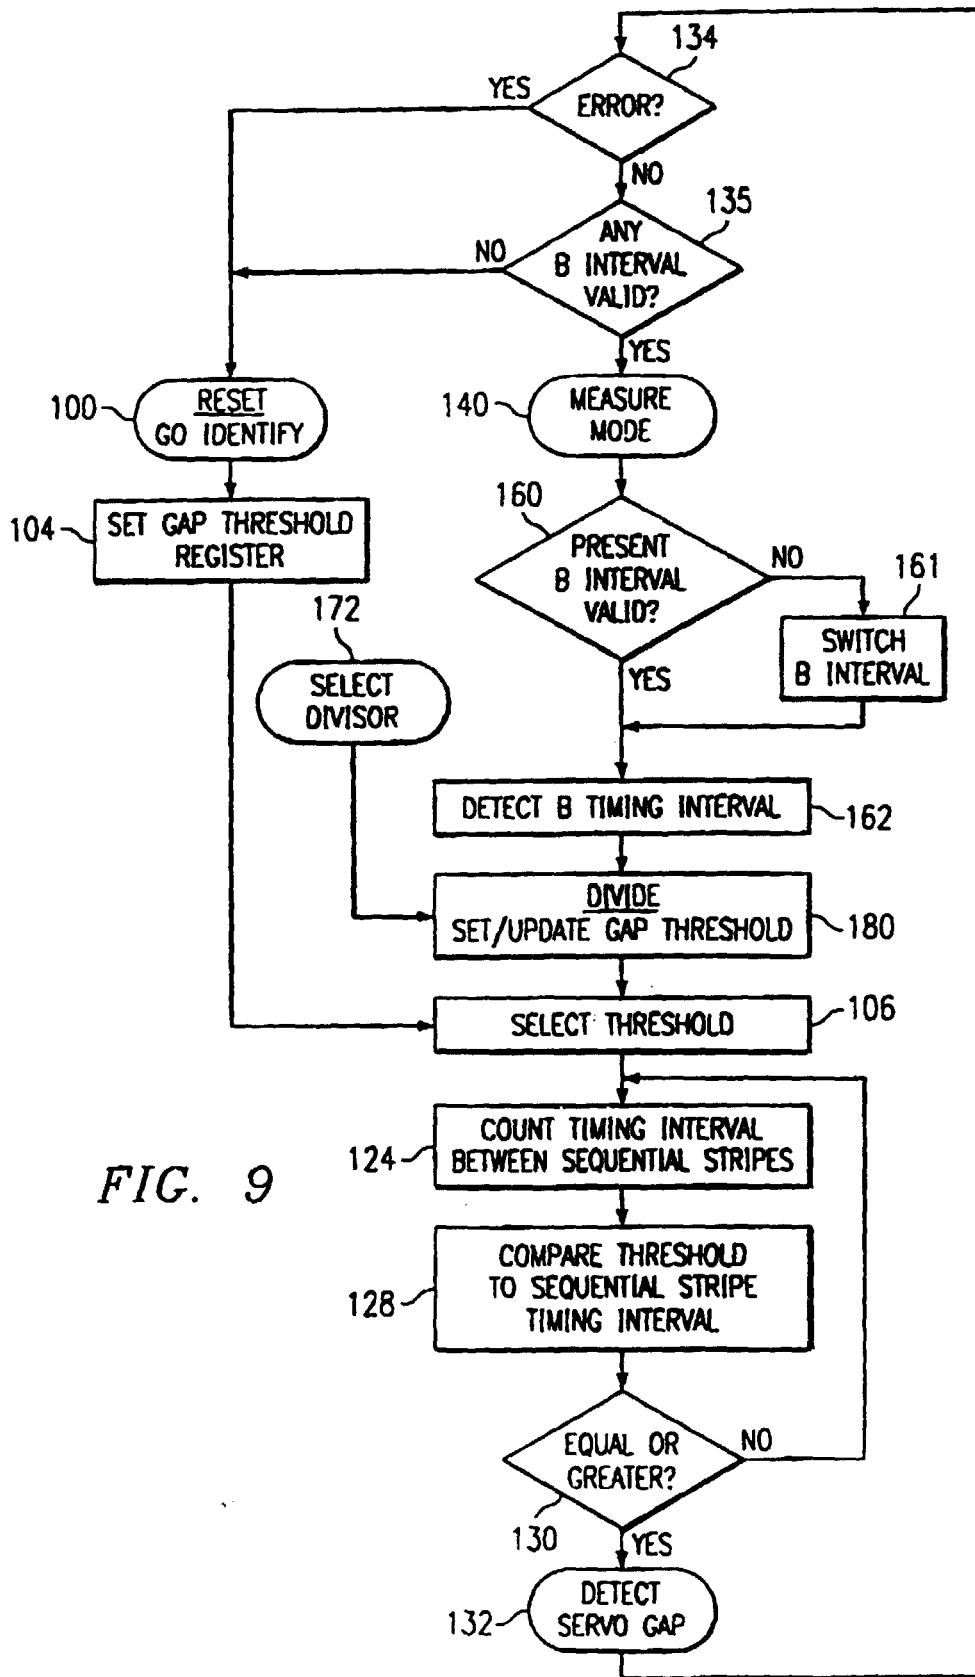 134
YES
ERROR?
NO
135
ANY
B INTERVAL
VALID?
NO
YES
100
RESET
GO IDENTIFY
140
MEASURE
MODE
104
SET GAP THRESHOLD
REGISTER
160
PRESENT
B INTERVAL
VALID?
NO
161
SWITCH
B INTERVAL
172
SELECT
DIVISOR
YES
DETECT B TIMING INTERVAL
162
DIVIDE
SET/UPDATE GAP THRESHOLD
180
SELECT THRESHOLD
106
COUNT TIMING INTERVAL
BETWEEN SEQUENTIAL STRIPES
124
FIG. 9
COMPARE THRESHOLD
TO SEQUENTIAL STRIPE
TIMING INTERVAL
128
EQUAL OR
GREATER?
NO
130
YES
DETECT
SERVO GAP
132